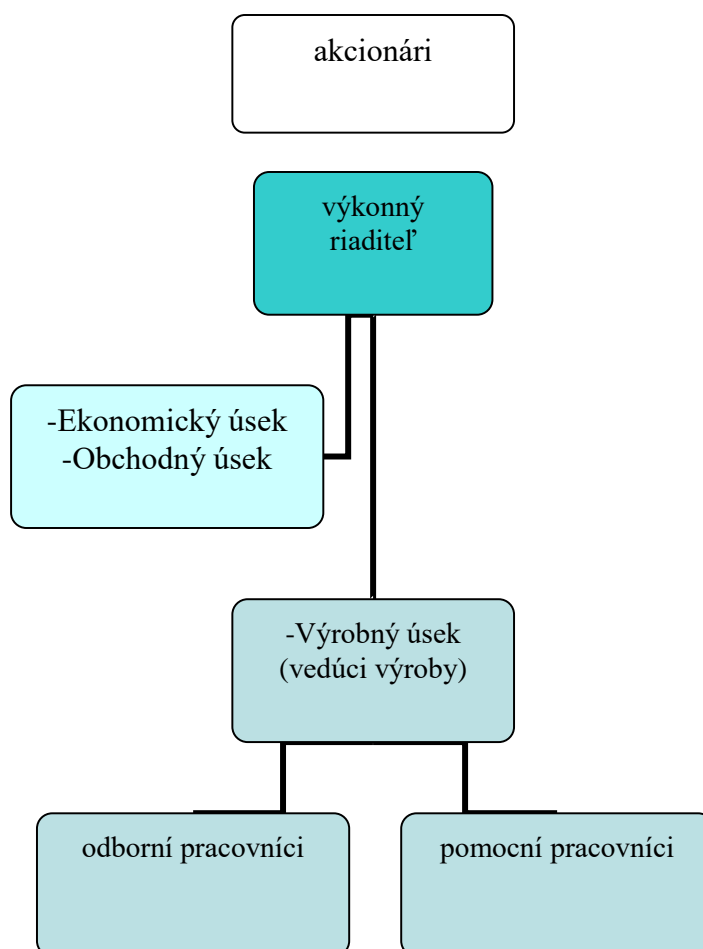 akcionári
výkonný
riaditeľ
-Ekonomický úsek
-Obchodný úsek
-Výrobný úsek
(vedúci výroby)
odborní pracovníci
pomocní pracovníci